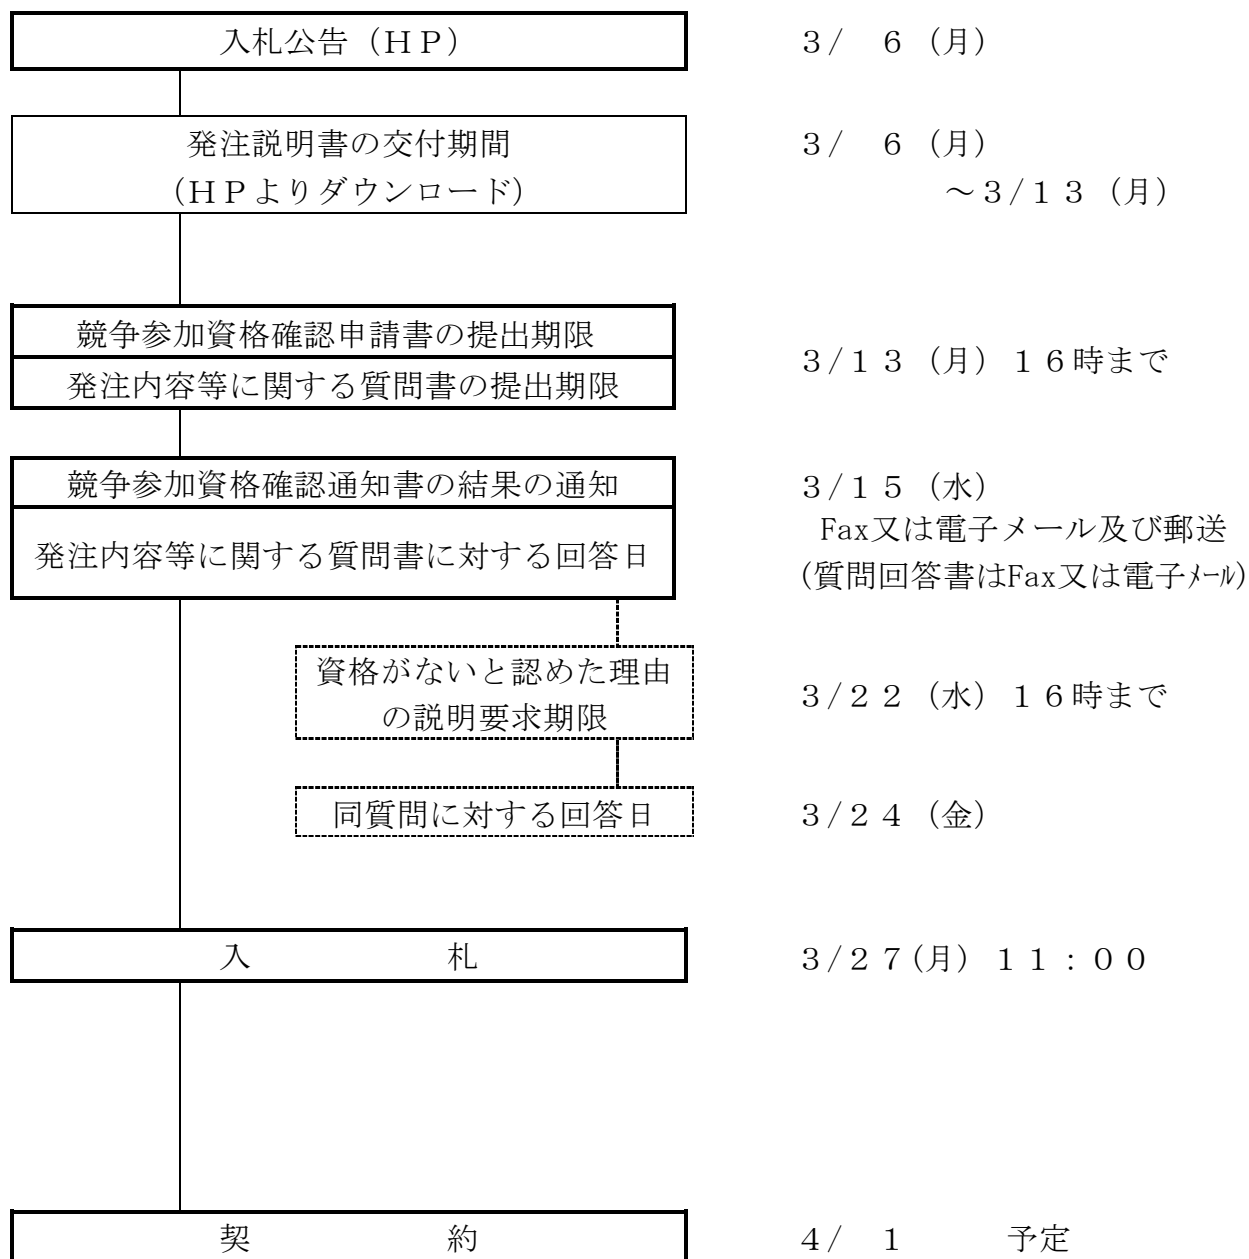 入札公告（ＨＰ）　３/　６（月）
発注説明書の交付期間　３/　６（月）
（ＨＰよりダウンロード）　～３/１３（月）
競争参加資格確認申請書の提出期限
３/１３（月）１６時まで
発注内容等に関する質問書の提出期限
競争参加資格確認通知書の結果の通知　３/１５（水）
Fax又は電子メール及び郵送
発注内容等に関する質問書に対する回答日
(質問回答書はFax又は電子ﾒｰﾙ)
資格がないと認めた理由
３/２２（水）１６時まで
の説明要求期限
同質問に対する回答日　３/２４（金）
入　　　　　札　３/２７(月）１１：００
契　　　　　約　４/　１　　　予定